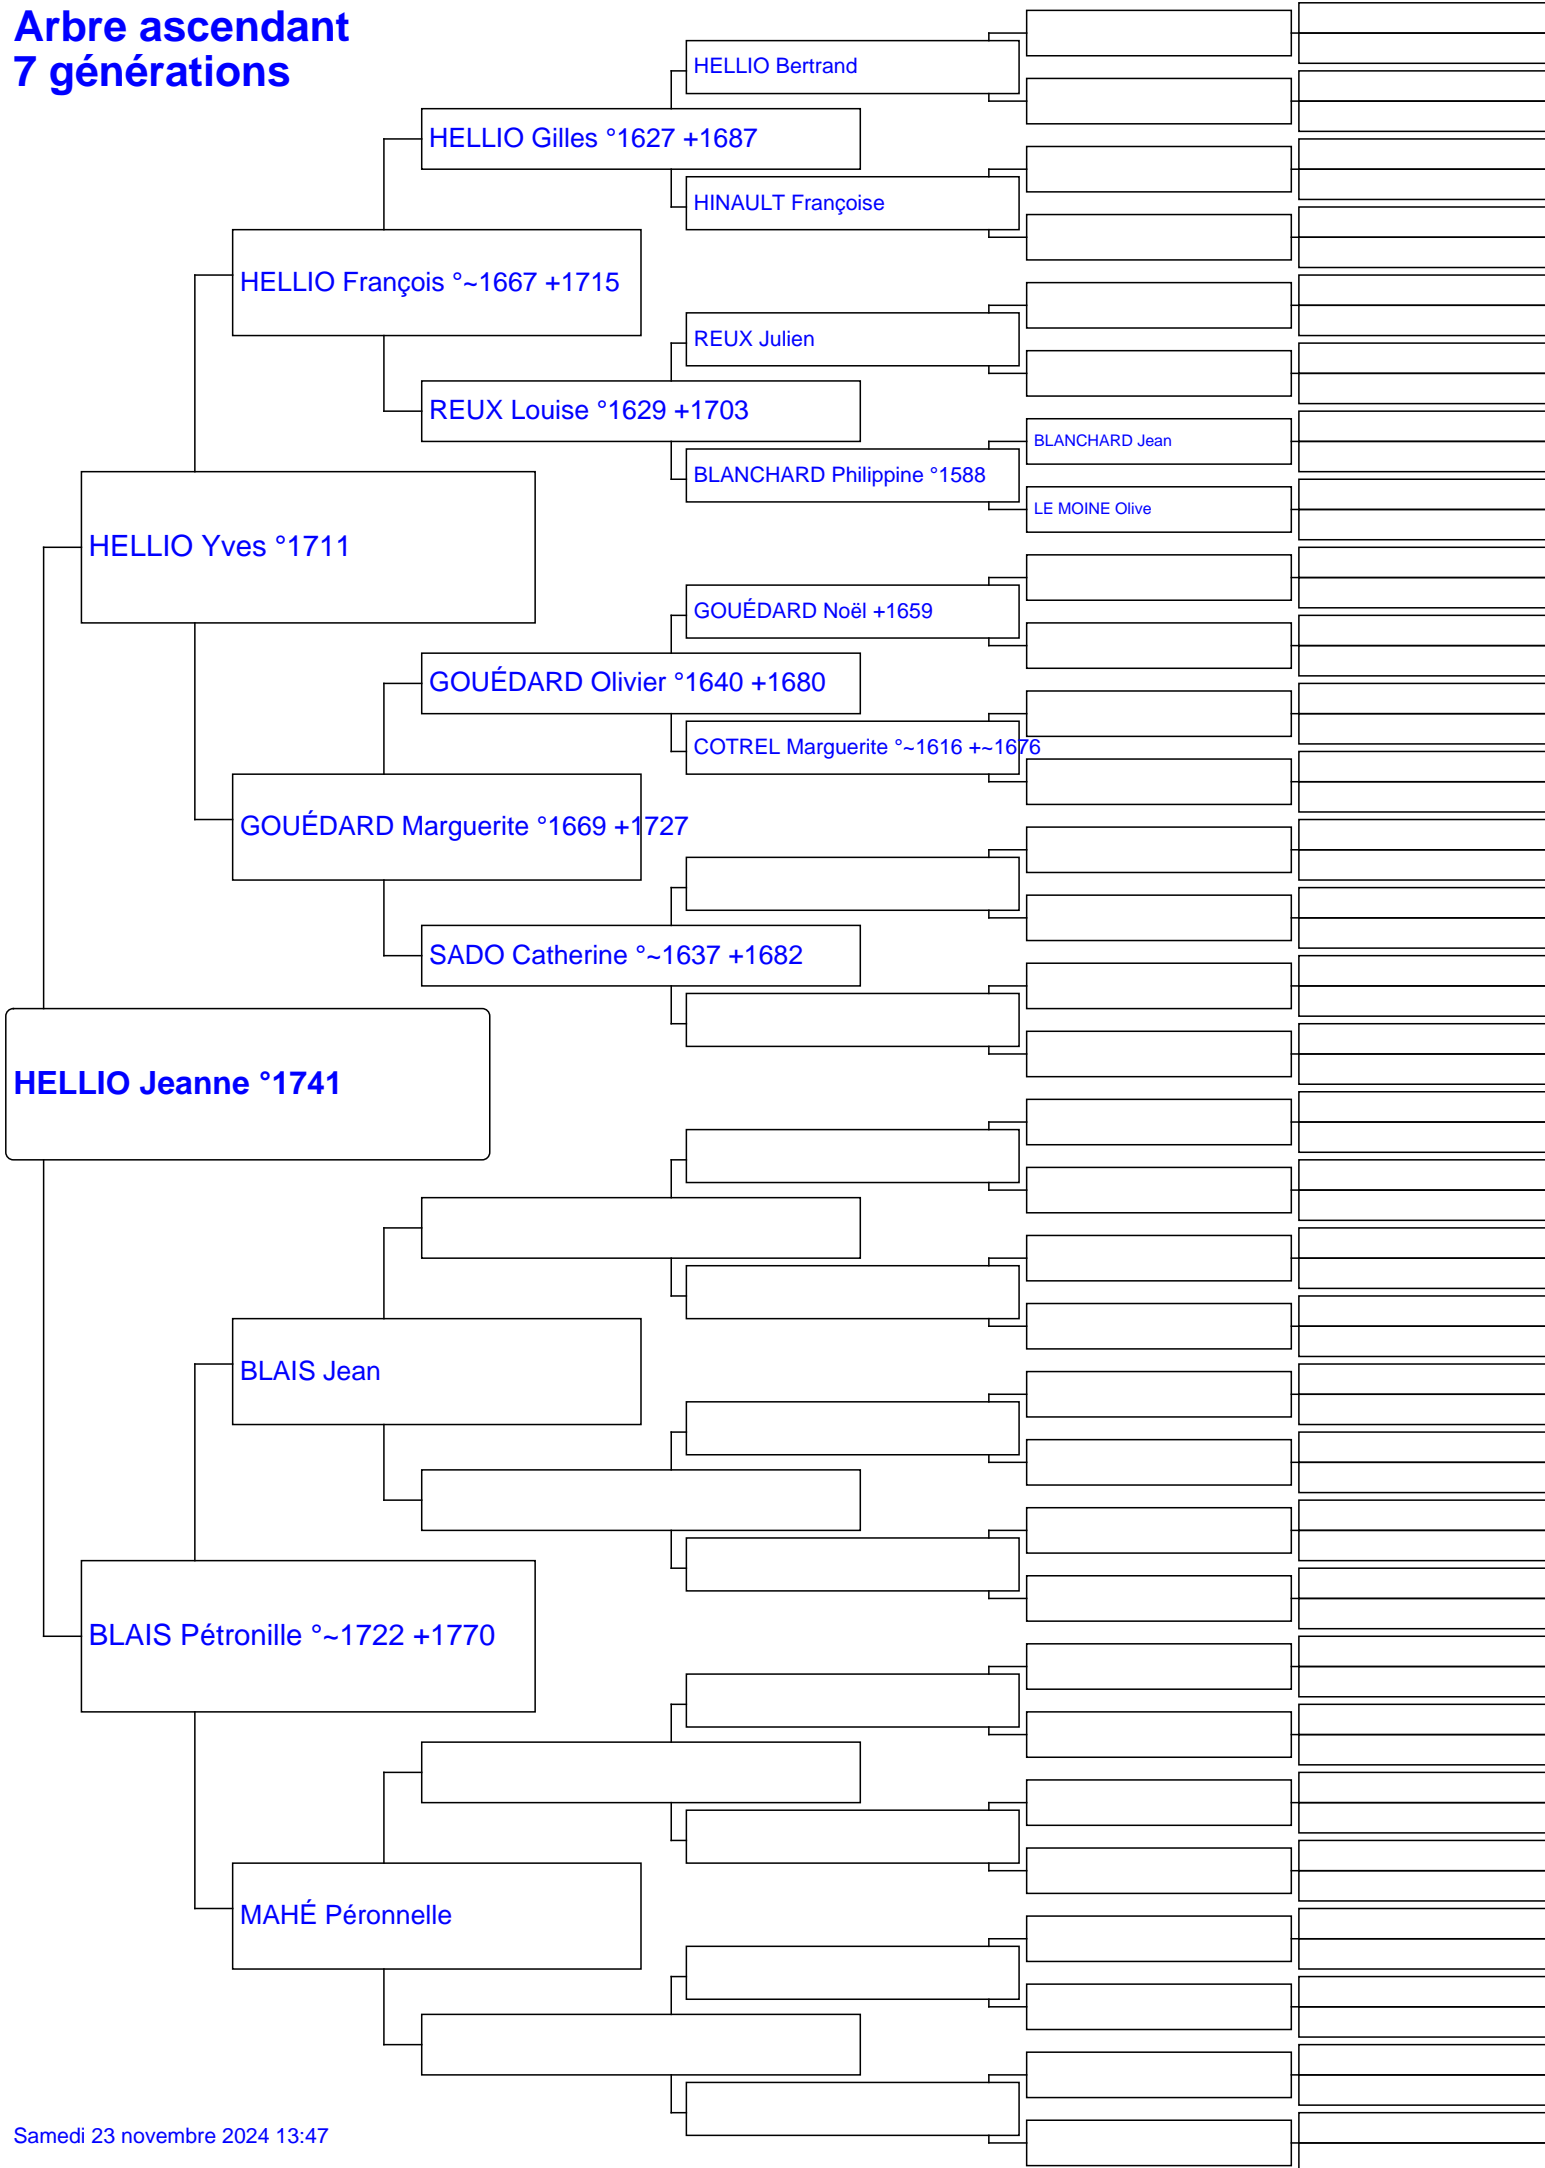 Arbre ascendant
7 générations
HELLIO Bertrand
HELLIO Gilles °1627 +1687
HINAULT Françoise
HELLIO François °~1667 +1715
REUX Julien
REUX Louise °1629 +1703
BLANCHARD Jean
BLANCHARD Philippine °1588
LE MOINE Olive
HELLIO Yves °1711
GOUÉDARD Noël +1659
GOUÉDARD Olivier °1640 +1680
COTREL Marguerite °~1616 +~1676
GOUÉDARD Marguerite °1669 +1727
SADO Catherine °~1637 +1682
HELLIO Jeanne °1741
BLAIS Jean
BLAIS Pétronille °~1722 +1770
MAHÉ Péronnelle
Samedi 23 novembre 2024 13:47